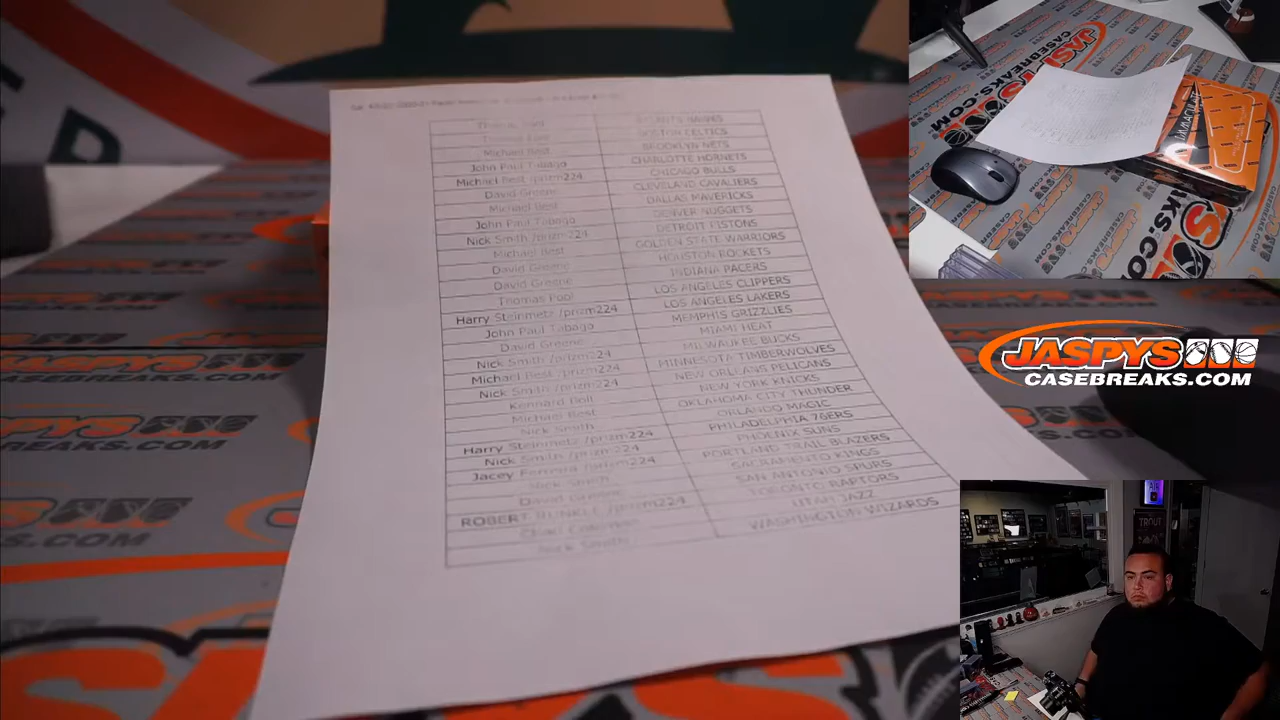 Thomas Pool ATLANTA HAWKS
BOSTON CELTICS
Michael Best BROOKLYN NETS
John Paul Tabago CHARLOTTE HORNETS
Michael Best /prizm224 CHICAGO BULLS
David Greene CLEVELAND CAVALIERS
Michael Best DALLAS MAVERICKS
John Paul Tabago DENVER NUGGETS
Nick Smith /prizm224 DETROIT PISTONS
Michael Best GOLDEN STATE WARRIORS
David Greene HOUSTON ROCKETS
David Greene INDIANA PACERS
Thomas Pool LOS ANGELES CLIPPERS
Harry Steinmetz /prizm224 LOS ANGELES LAKERS
John Paul Tabago MEMPHIS GRIZZLIES
David Greene MIAMI HEAT
Nick Smith /prizm224 MILWAUKEE BUCKS
Michael Best /prizm224 MINNESOTA TIMBERWOLVES
Nick Smith /prizm224 NEW ORLEANS PELICANS
Kennard Dolt NEW YORK KNICKS
Michael Best OKLAHOMA CITY THUNDER
Nick Smith ORLANDO MAGIC
Harry Steinmetz /prizm224 PHILADELPHIA 76ERS
Nick Smith /prizm224 PHOENIX SUNS
Jacey /prizm224 PORTLAND TRAIL BLAZERS
Nick Smith SACRAMENTO KINGS
David Greene SAN ANTONIO SPURS
ROBERT RUNKLE /prizm224 TORONTO RAPTORS
UTAH JAZZ
Nick Smith WASHINGTON WIZARDS
JASPYS
CASEBREAKS.COM
IMMACULATE
JASPYS
CASEBREAKS.COM
TROUT